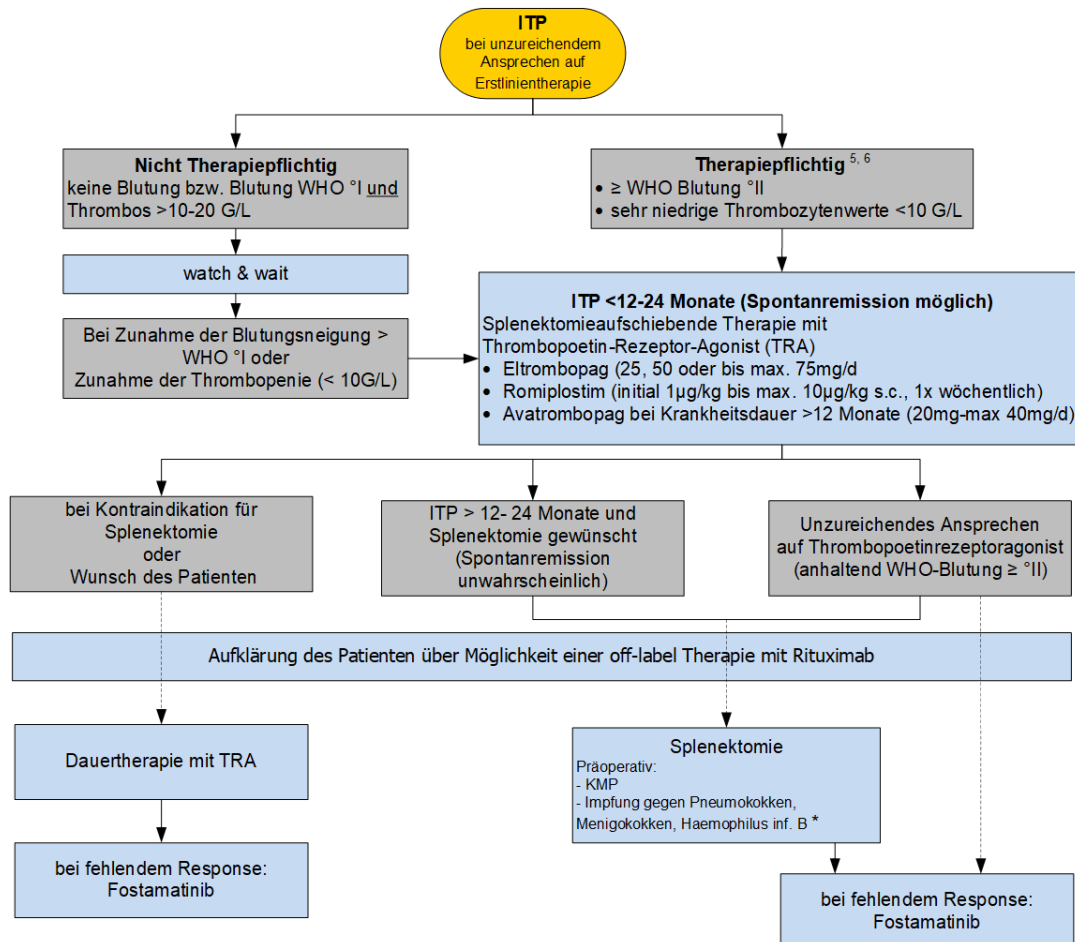 ITP
bei unzureichendem
Ansprechen auf
Erstlinientherapie
Nicht Therapiepflichtig
keine Blutung bzw. Blutung WHO °I und
Thrombos >10-20 G/L
Therapiepflichtig 5, 6
• ≥ WHO Blutung °II
• sehr niedrige Thrombozytenwerte <10 G/L
watch & wait
Bei Zunahme der Blutungsneigung >
WHO °I oder
Zunahme der Thrombopenie (< 10G/L)
ITP <12-24 Monate (Spontanremission möglich)
Splenektomieaufschiebende Therapie mit
Thrombopoetin-Rezeptor-Agonist (TRA)
• Eltrombopag (25, 50 oder bis max. 75mg/d
• Romiplostim (initial 1µg/kg bis max. 10µg/kg s.c., 1x wöchentlich)
• Avatrombopag bei Krankheitsdauer >12 Monate (20mg-max 40mg/d)
bei Kontraindikation für
Splenektomie
oder
Wunsch des Patienten
ITP > 12- 24 Monate und
Splenektomie gewünscht
(Spontanremission
unwahrscheinlich)
Unzureichendes Ansprechen
auf Thrombopoetinrezeptoragonist
(anhaltend WHO-Blutung ≥ °II)
Aufklärung des Patienten über Möglichkeit einer off-label Therapie mit Rituximab
Dauertherapie mit TRA
Splenektomie
Präoperativ:
- KMP
- Impfung gegen Pneumokokken,
Menigokokken, Haemophilus inf. B *
bei fehlendem Response:
Fostamatinib
bei fehlendem Response:
Fostamatinib